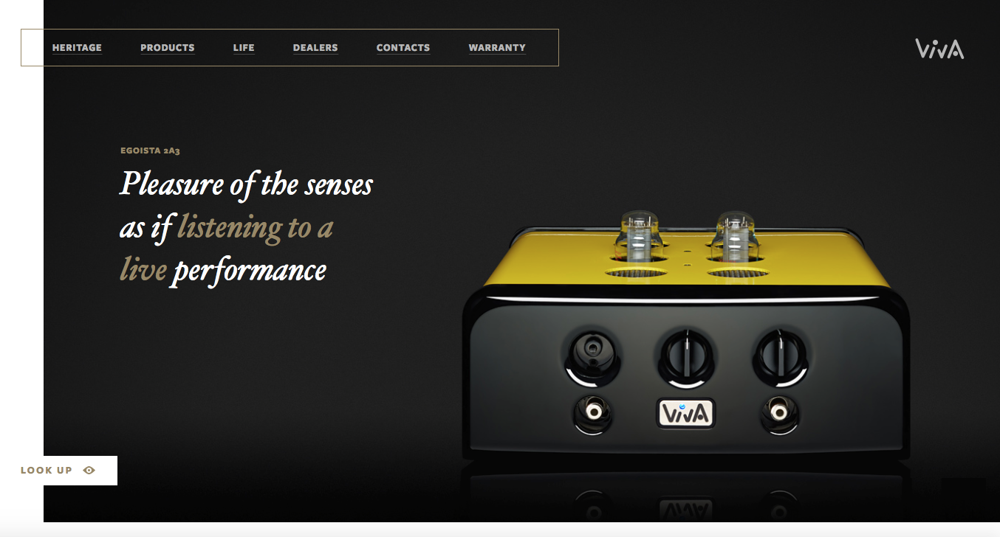 HERITAGE PRODUCTS LIFE DEALERS CONTACTS WARRANTY
ViVA
EGOISTA 2A3
Pleasure of the senses
as if listening to a
live performance
ViVA
LOOK UP